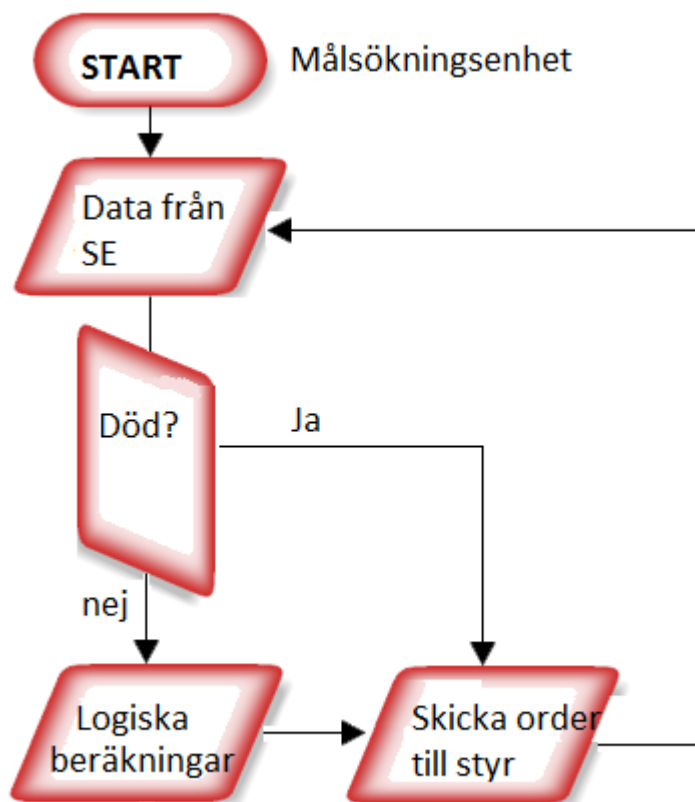 START
Målsökningsenhet
Data från
SE
Död?
Ja
nej
Logiska
beräkningar
Skicka order
till styr